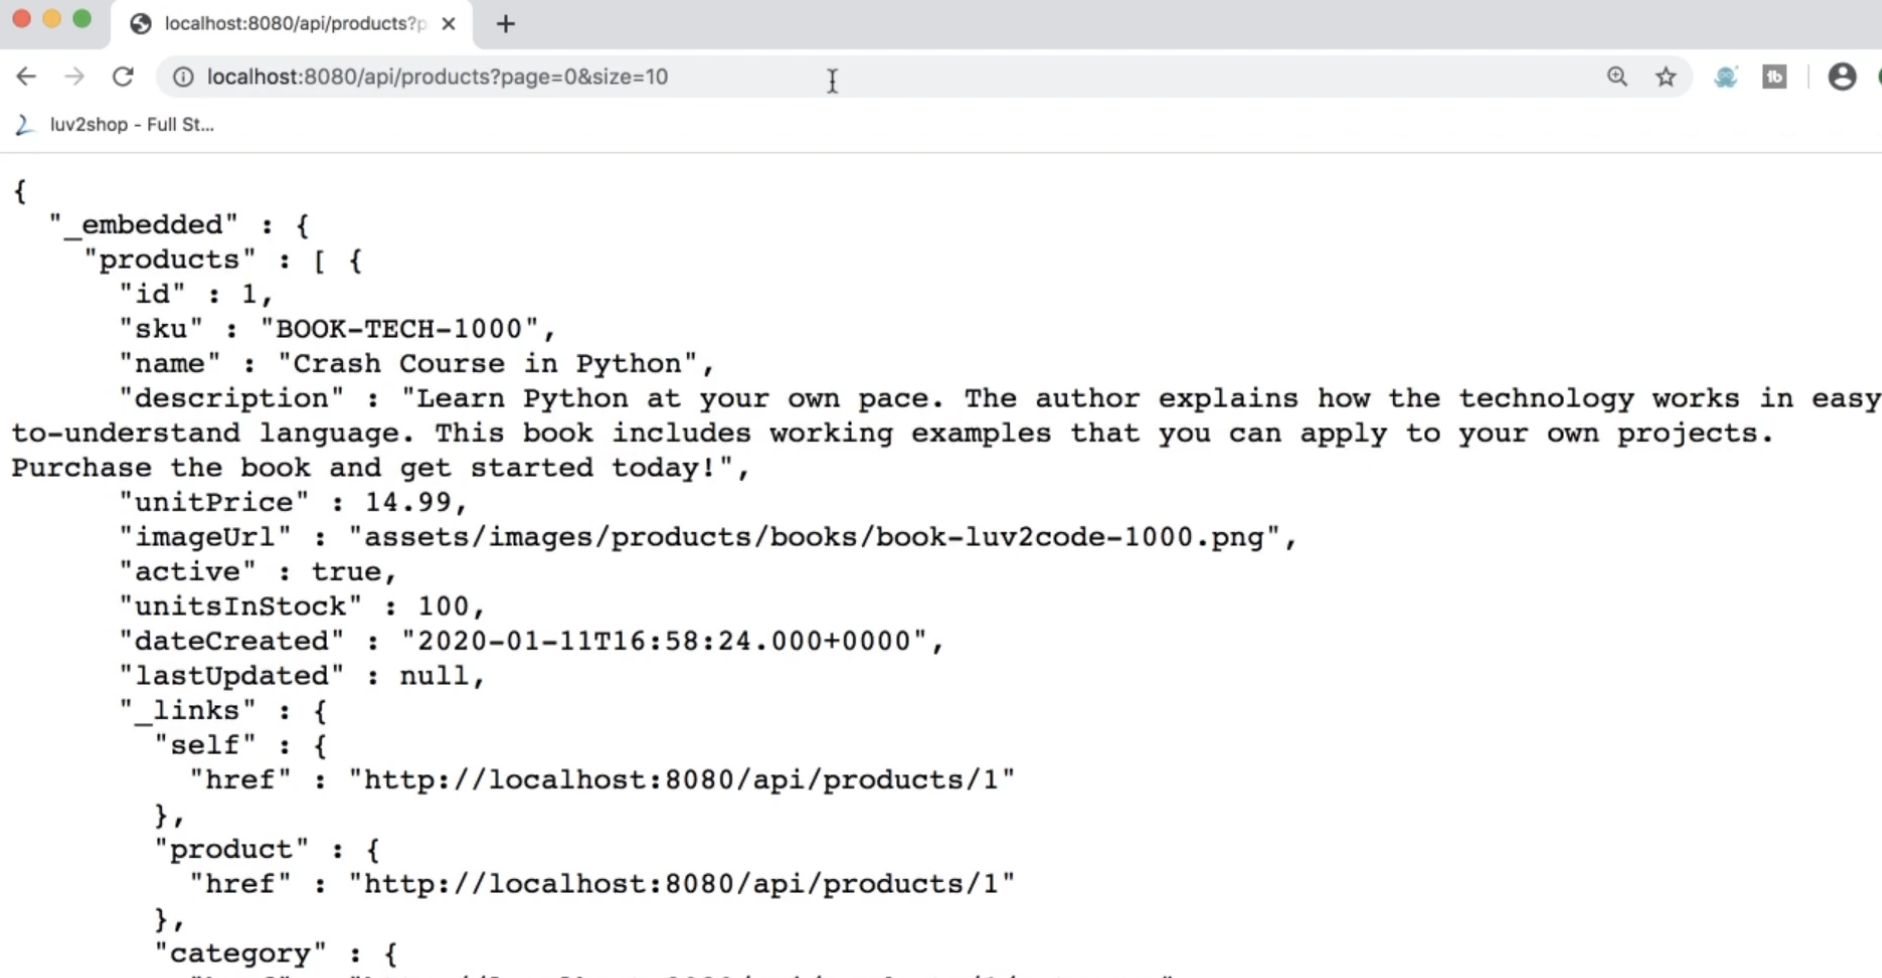 localhost:8080/api/products?p
localhost:8080/api/products?page=0&size=10
luv2shop - Full St...
{
"_embedded" : {
"products" : [ {
"id" : 1,
"sku" : "BOOK-TECH-1000",
"name" : "Crash Course in Python",
"description" : "Learn Python at your own pace. The author explains how the technology works in easy
to-understand language. This book includes working examples that you can apply to your own projects.
Purchase the book and get started today!",
"unitPrice" : 14.99,
"imageUrl" : "assets/images/products/books/book-luv2code-1000.png",
"active" : true,
"unitsInStock" : 100,
"dateCreated" : "2020-01-11T16:58:24.000+0000",
"lastUpdated" : null,
"_links" : {
"self" : {
"href" : "http://localhost:8080/api/products/1"
},
"product" : {
"href" : "http://localhost:8080/api/products/1"
},
"category" : {